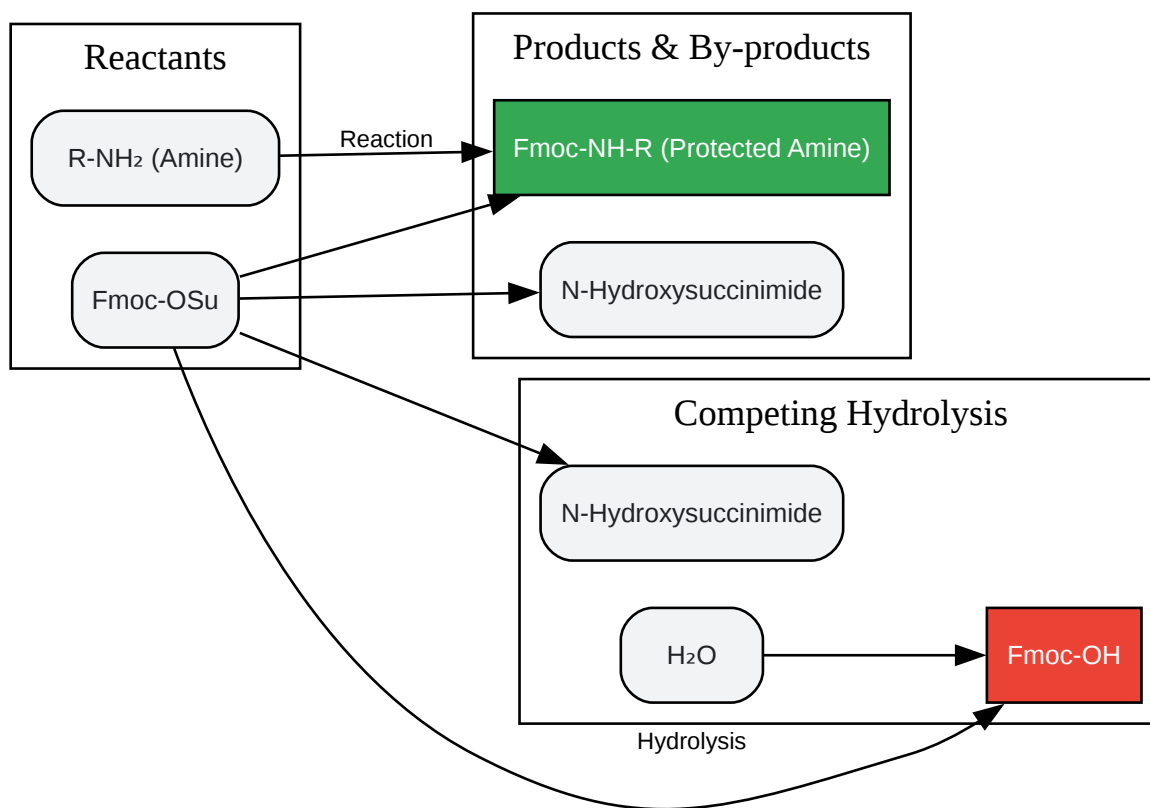 Reactants
R-NH₂ (Amine)
Fmoc-OSu
Reaction
Products & By-products
Fmoc-NH-R (Protected Amine)
N-Hydroxysuccinimide
Competing Hydrolysis
N-Hydroxysuccinimide
H₂O
Fmoc-OH
Hydrolysis